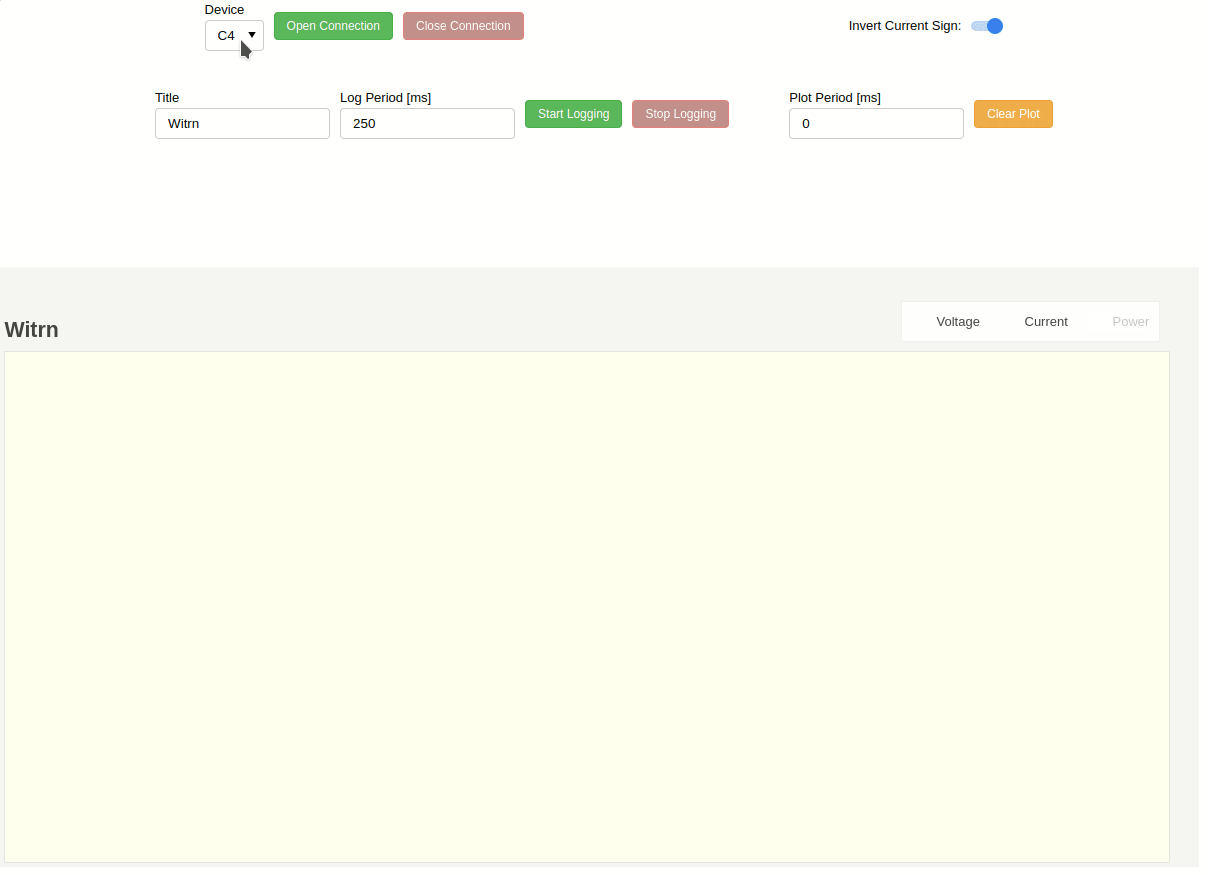 Device
C4
Open Connection
Close Connection
Invert Current Sign:
Title
Log Period [ms]
Plot Period [ms]
Witrn
250
Start Logging
Stop Logging
0
Clear Plot
Witrn
Voltage
Current
Power